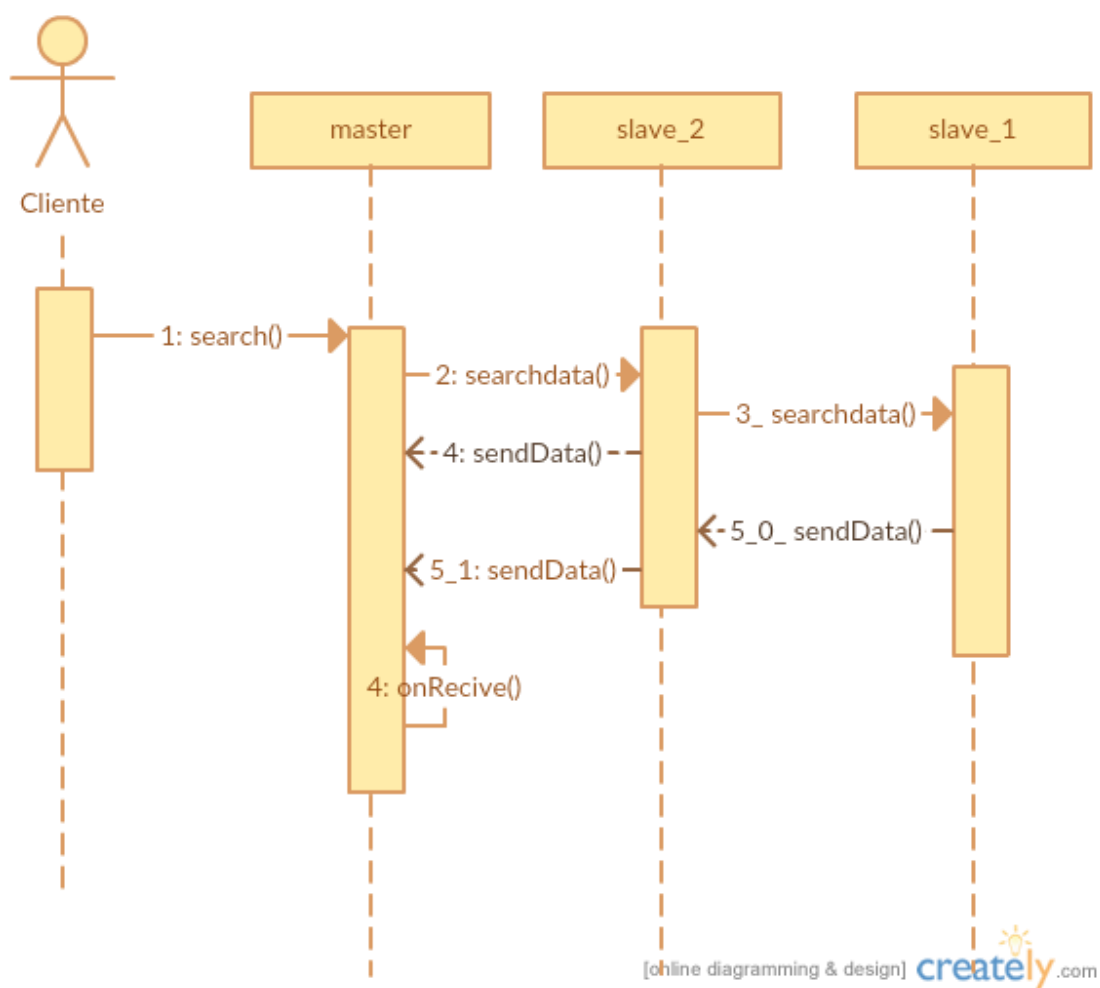 master
slave_2
slave_1
Cliente
1: search()
2: searchdata()
3_ searchdata()
4: sendData()
5_0_ sendData()
5_1: sendData()
4: onRecive()
[online diagramming & design] creately.com